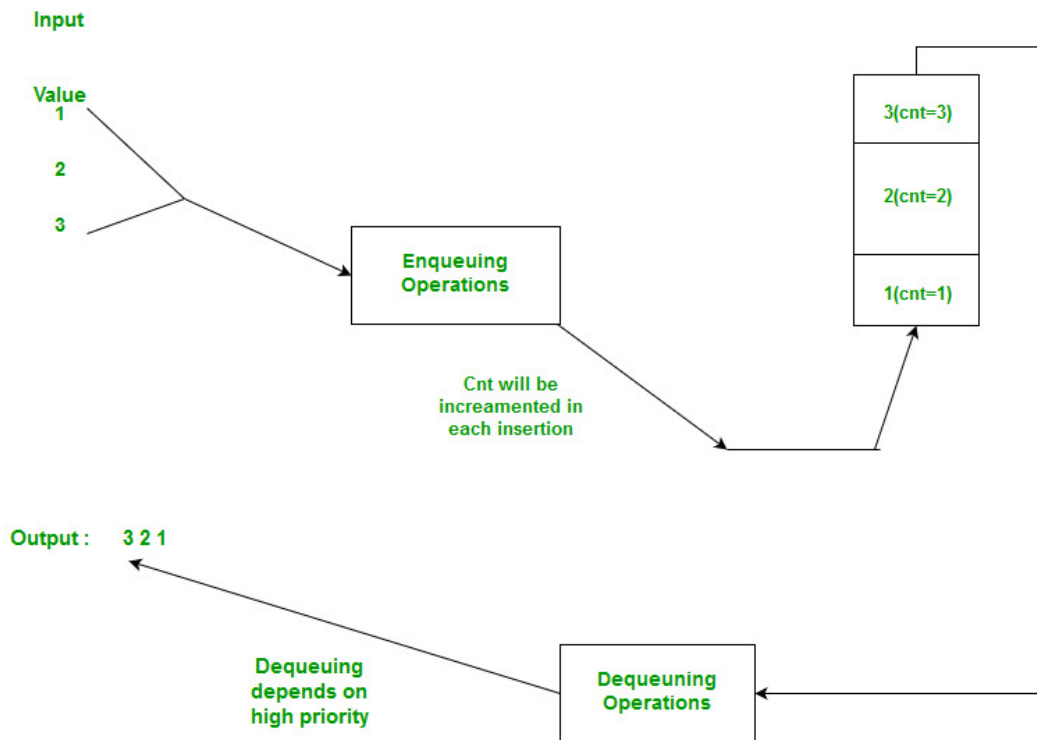 Input
Value
1
2
3
Enqueuing
Operations
Cnt will be
increamented in
each insertion
3(cnt=3)
2(cnt=2)
1(cnt=1)
Output : 3 2 1
Dequeuing
depends on
high priority
Dequeuning
Operations